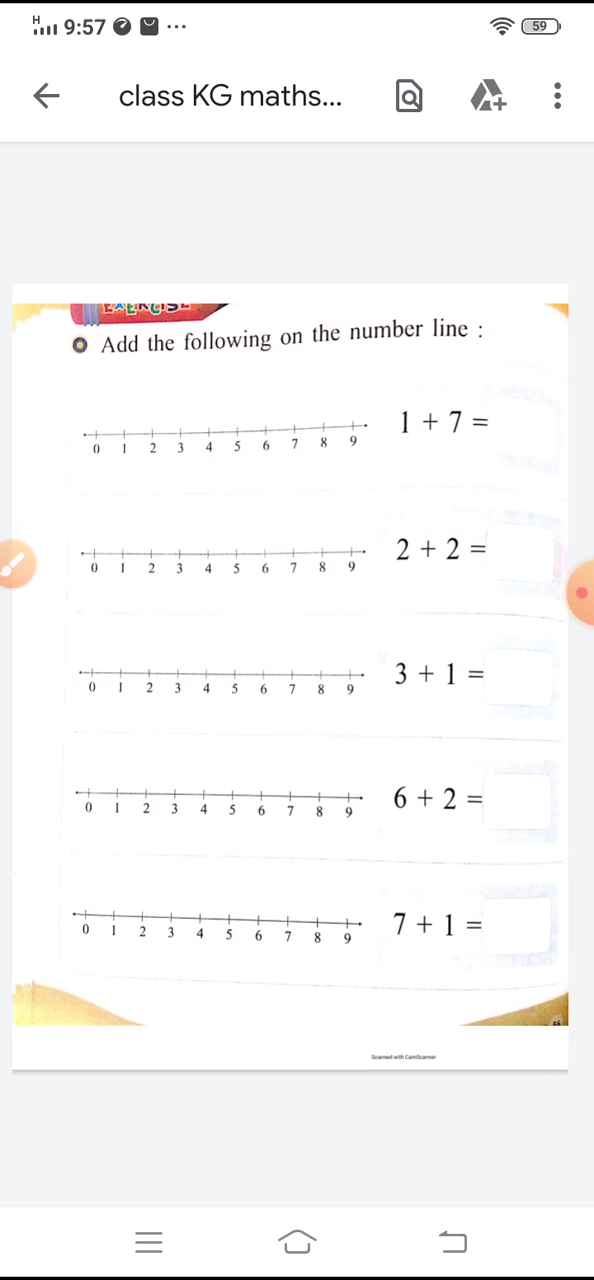 H 9:57 ...
59
class KG maths...
EXERCISE
Add the following on the number line :
0 1 2 3 4 5 6 7 8 9
1 + 7 =
0 1 2 3 4 5 6 7 8 9
2 + 2 =
0 1 2 3 4 5 6 7 8 9
3 + 1 =
0 1 2 3 4 5 6 7 8 9
6 + 2 =
0 1 2 3 4 5 6 7 8 9
7 + 1 =
Scanned with CamScanner